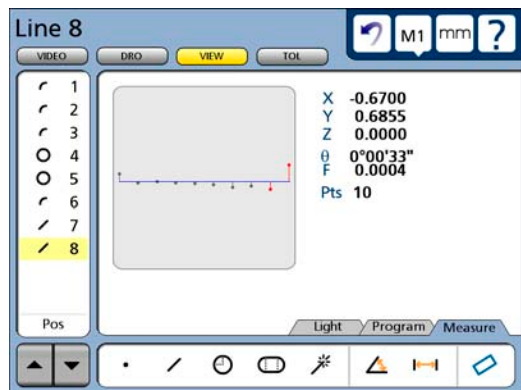 Line 8
M1
mm
?
VIDEO
DRO
VIEW
TOL
1
2
3
4
5
6
7
8
Pos
X -0.6700
Y 0.6855
Z 0.0000
θ 0°00'33"
F 0.0004
Pts 10
Light
Program
Measure